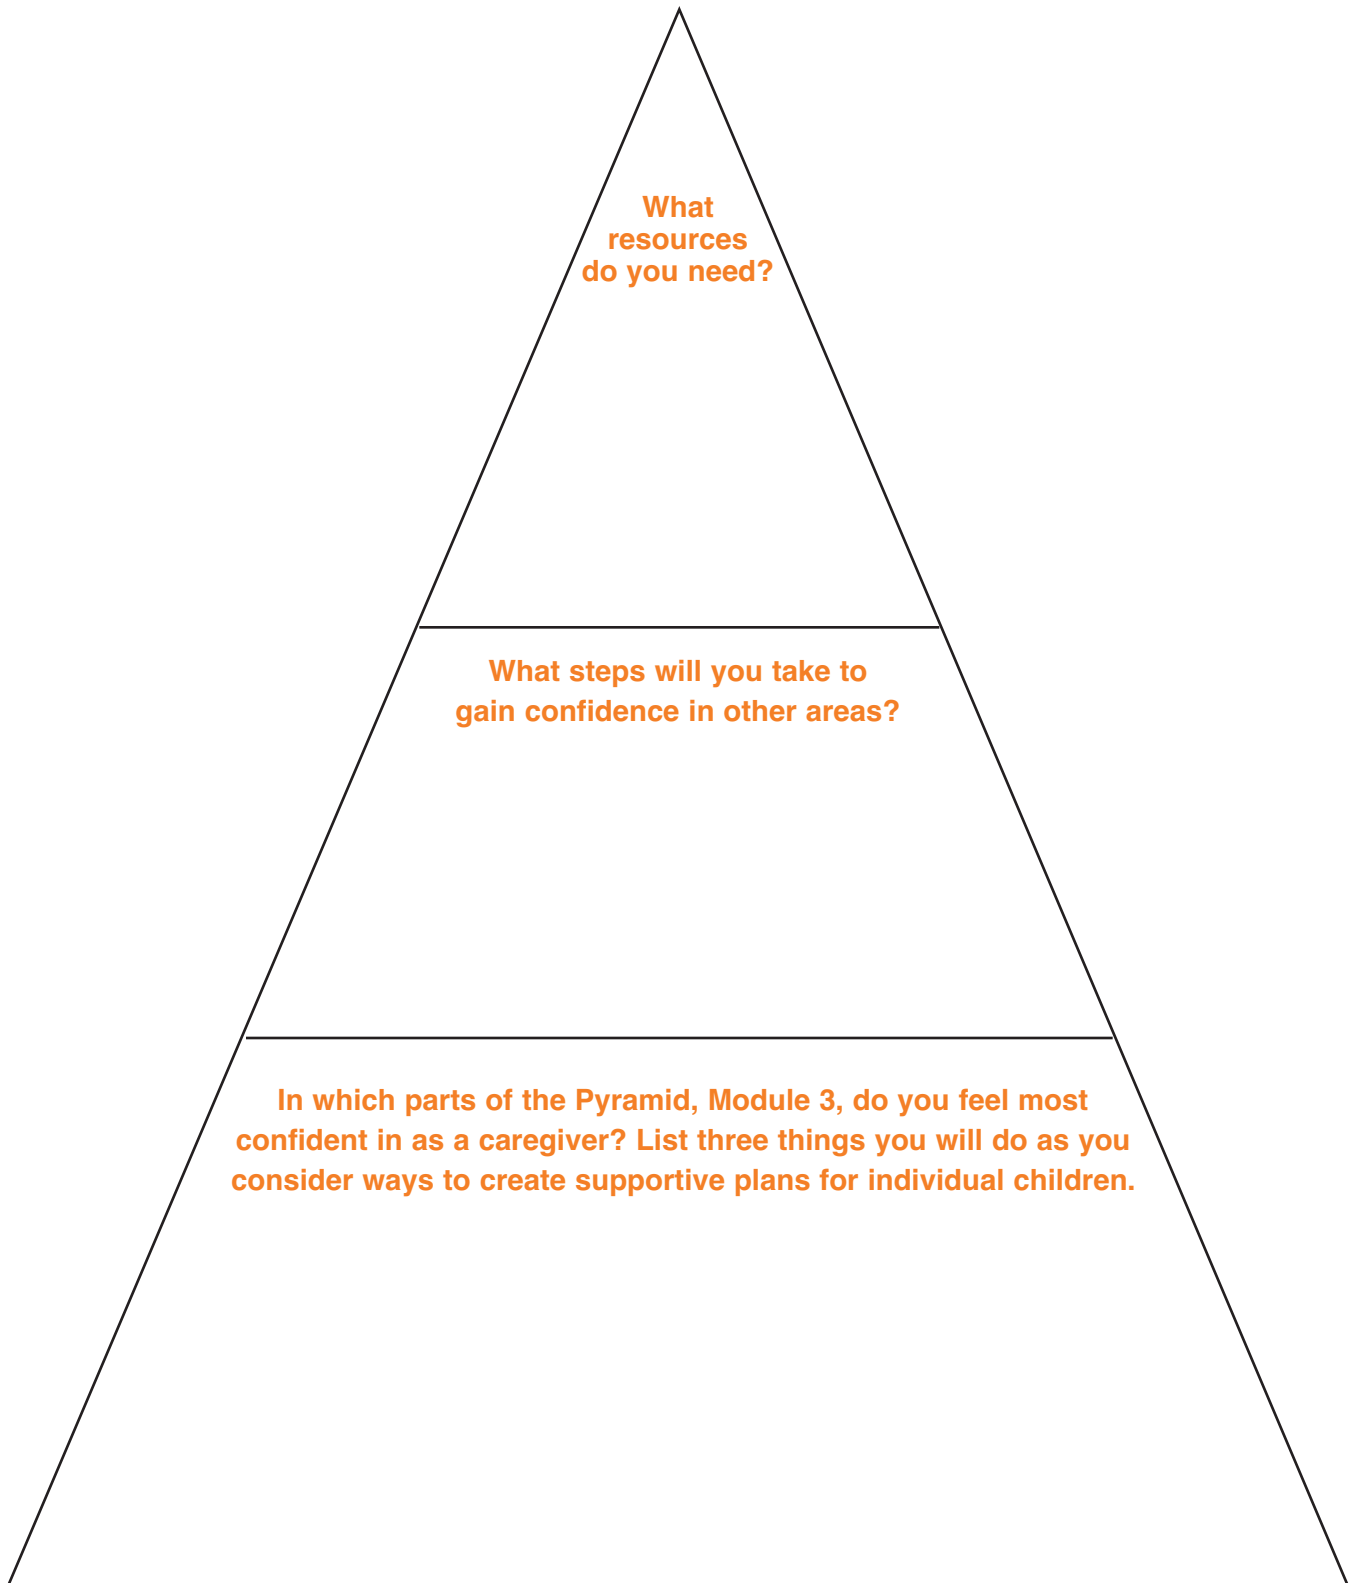 What
resources
do you need?
What steps will you take to
gain confidence in other areas?
In which parts of the Pyramid, Module 3, do you feel most
confident in as a caregiver? List three things you will do as you
consider ways to create supportive plans for individual children.